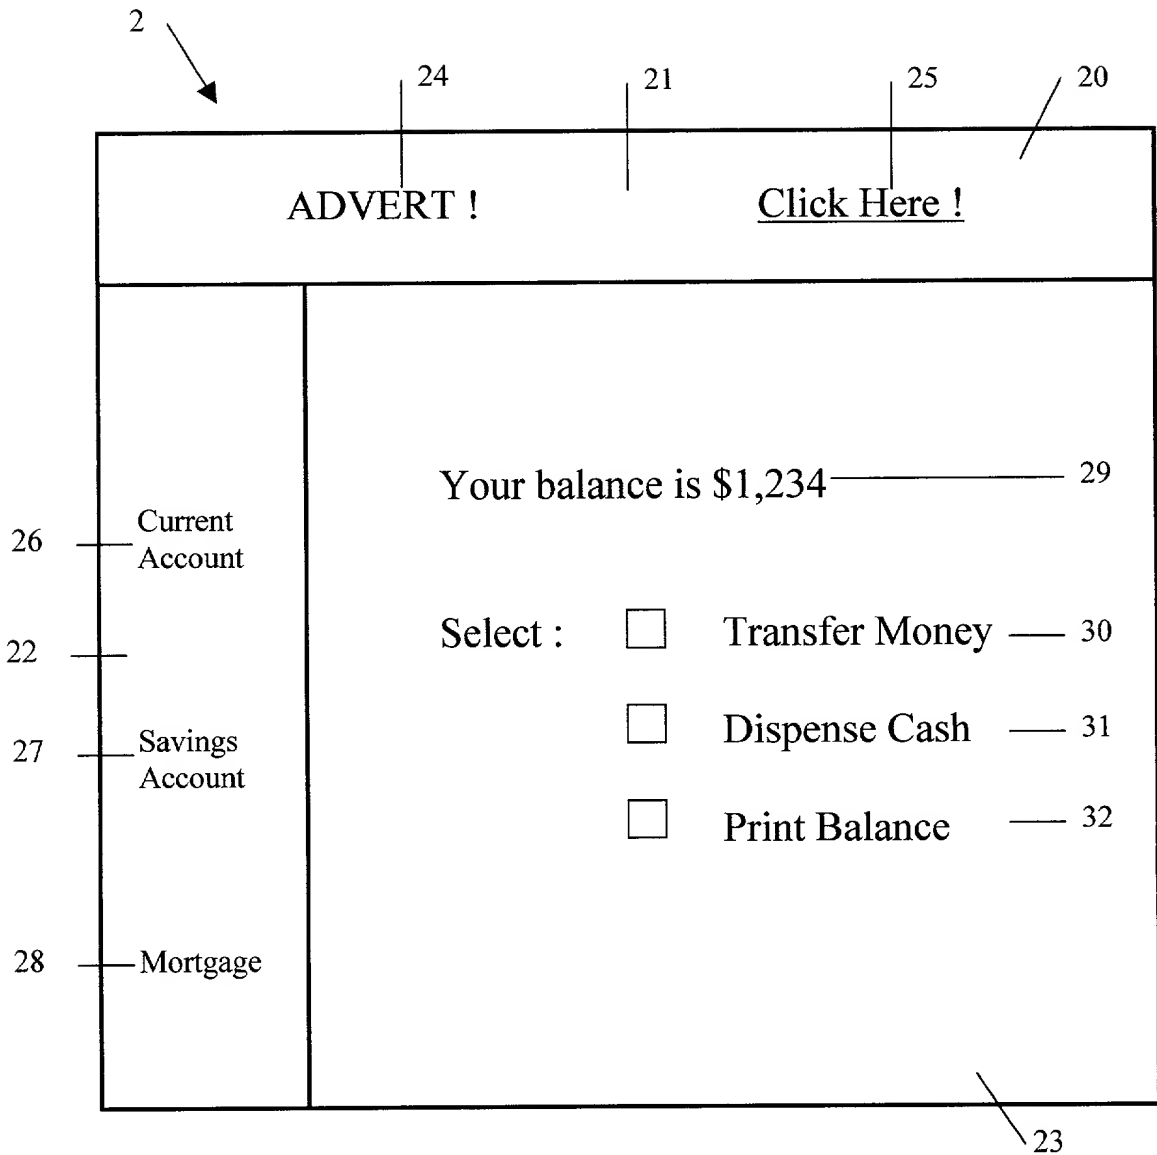 2
24 21 25 20
ADVERT ! Click Here !
Your balance is $1,234 29
26 Current
Account
Select : Transfer Money 30
22
Dispense Cash 31
27 Savings
Account
Print Balance 32
28 Mortgage
23